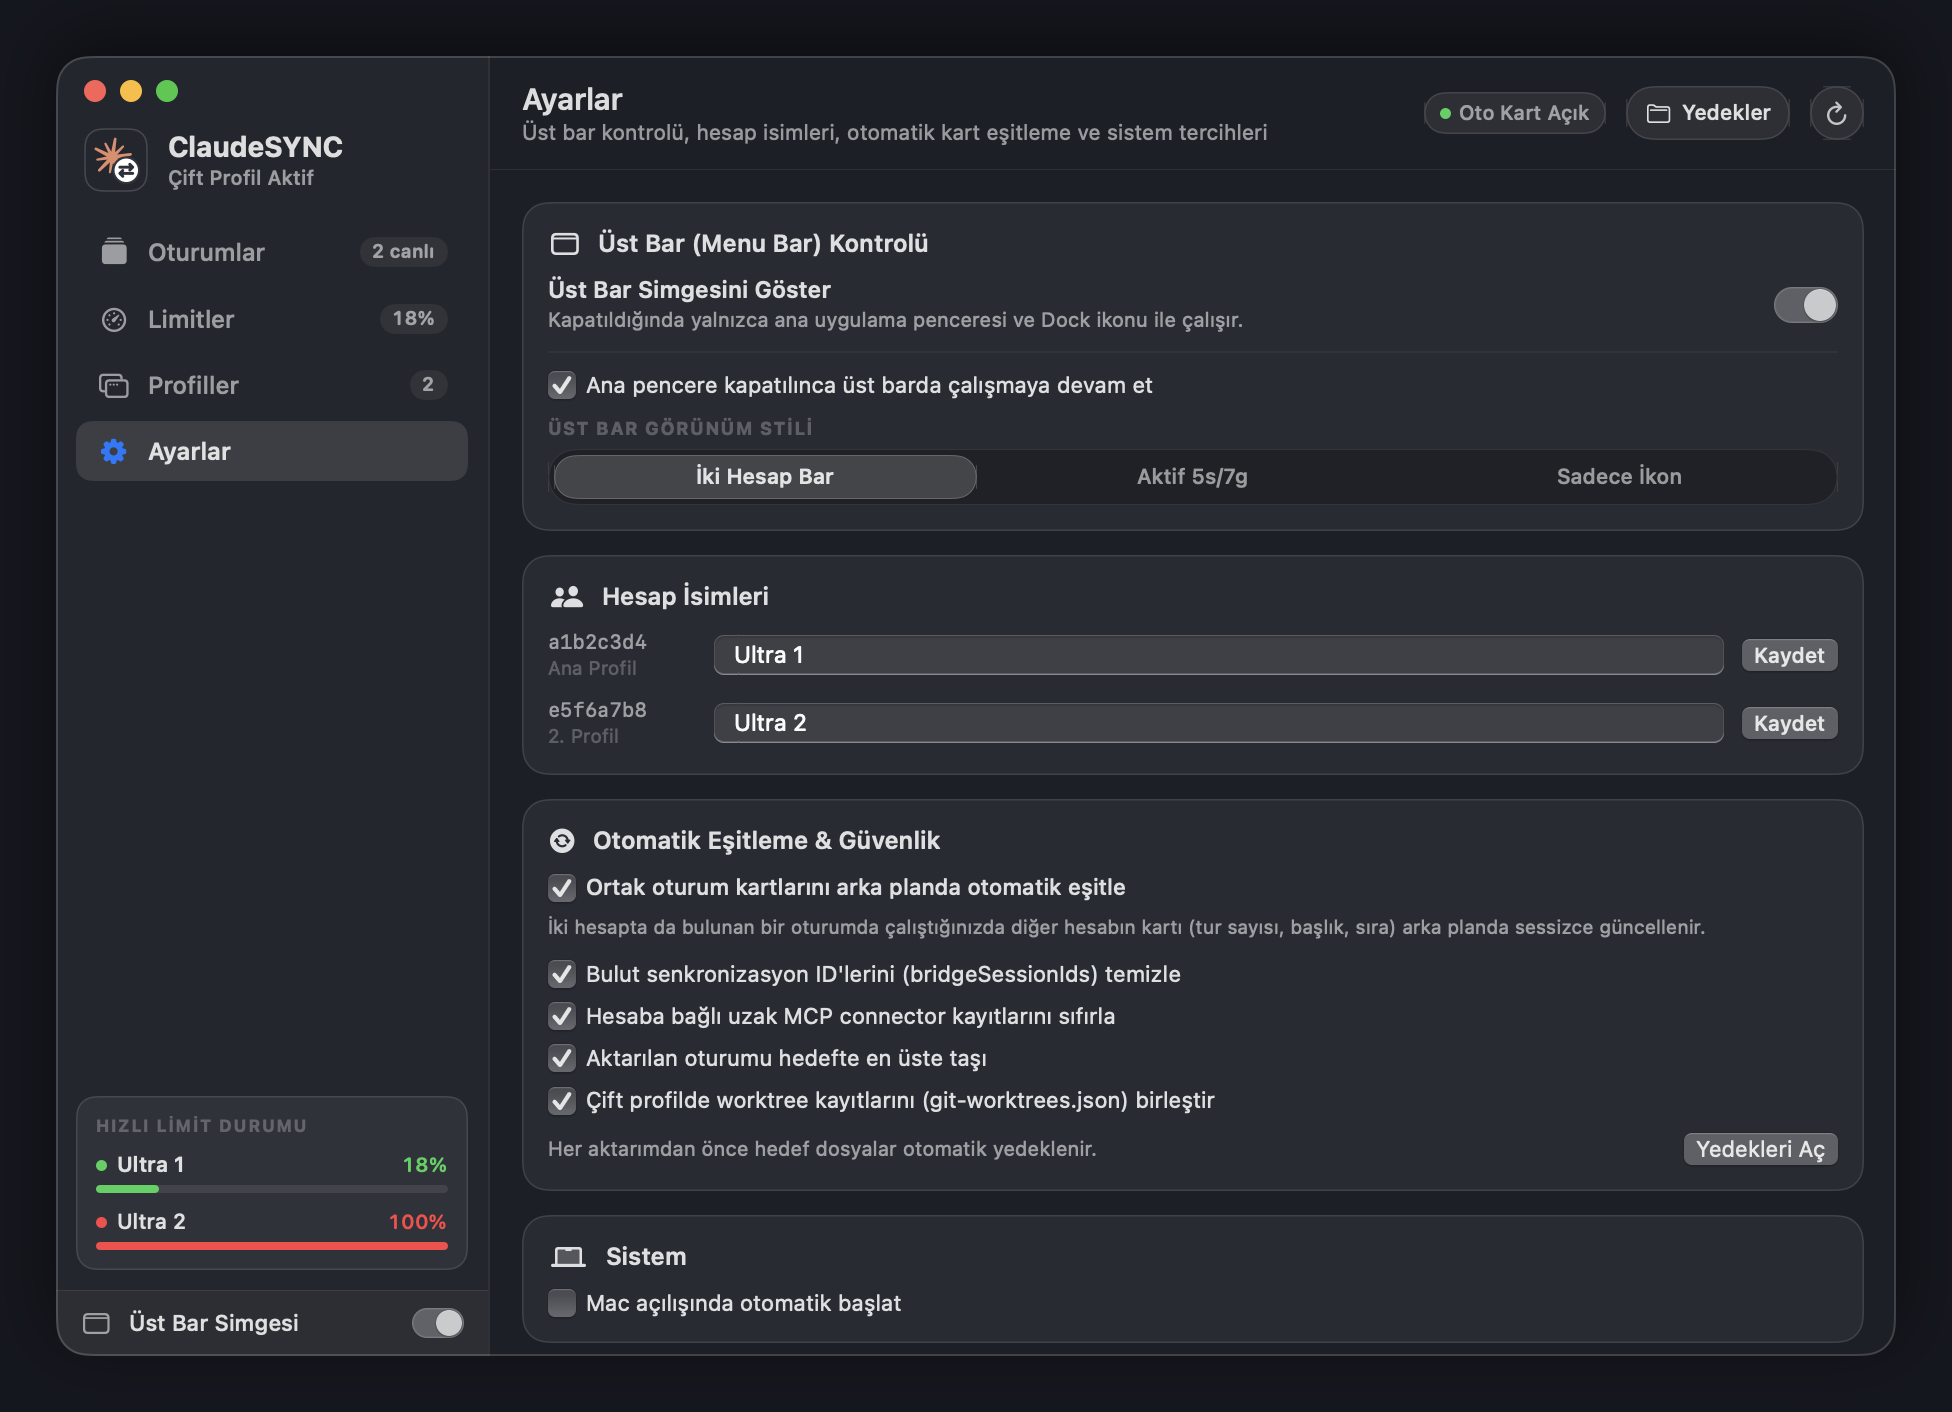 ClaudeSYNC
Çift Profil Aktif
Oturumlar
2 canlı
Limitler
18%
Profiller
2
Ayarlar
HIZLI LİMİT DURUMU
Ultra 1
18%
Ultra 2
100%
Üst Bar Simgesi
Ayarlar
Üst bar kontrolü, hesap isimleri, otomatik kart eşitleme ve sistem tercihleri
Oto Kart Açık
Yedekler
Üst Bar (Menu Bar) Kontrolü
Üst Bar Simgesini Göster
Kapatıldığında yalnızca ana uygulama penceresi ve Dock ikonu ile çalışır.
Ana pencere kapatılınca üst barda çalışmaya devam et
ÜST BAR GÖRÜNÜM STİLİ
İki Hesap Bar
Aktif 5s/7g
Sadece İkon
Hesap İsimleri
a1b2c3d4
Ana Profil
Ultra 1
Kaydet
e5f6a7b8
2. Profil
Ultra 2
Kaydet
Otomatik Eşitleme & Güvenlik
Ortak oturum kartlarını arka planda otomatik eşitle
İki hesapta da bulunan bir oturumda çalıştığınızda diğer hesabın kartı (tur sayısı, başlık, sıra) arka planda sessizce güncellenir.
Bulut senkronizasyon ID'lerini (bridgeSessionIds) temizle
Hesaba bağlı uzak MCP connector kayıtlarını sıfırla
Aktarılan oturumu hedefte en üste taşı
Çift profilde worktree kayıtlarını (git-worktrees.json) birleştir
Her aktarımdan önce hedef dosyalar otomatik yedeklenir.
Yedekleri Aç
Sistem
Mac açılışında otomatik başlat